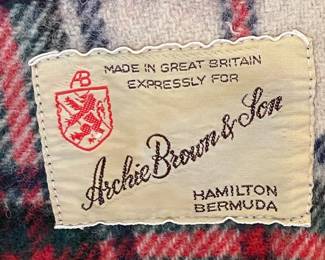 AB
MADE IN GREAT BRITAIN
EXPRESSLY FOR
Archie Brown & Son
HAMILTON
BERMUDA